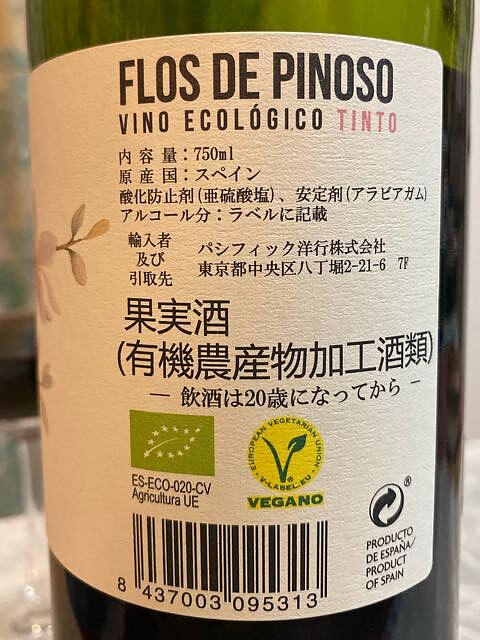 FLOS DE PINOSO
VINO ECOLÓGICO TINTO
内容量：750ml
原産国：スペイン
酸化防止剤(亜硫酸塩)、安定剤(アラビアガム)
アルコール分：ラベルに記載
輸入者
及び
引取先
パシフィック洋行株式会社
東京都中央区八丁堀2-21-6 7F
果実酒
(有機農産物加工酒類)
― 飲酒は20歳になってから ―
ES-ECO-020-CV
Agricultura UE
EUROPEAN VEGETARIAN UNION
V-LABEL.EU
VEGANO
®
PRODUCTO
DE ESPAÑA/
PRODUCT
OF SPAIN
8 437003 095313